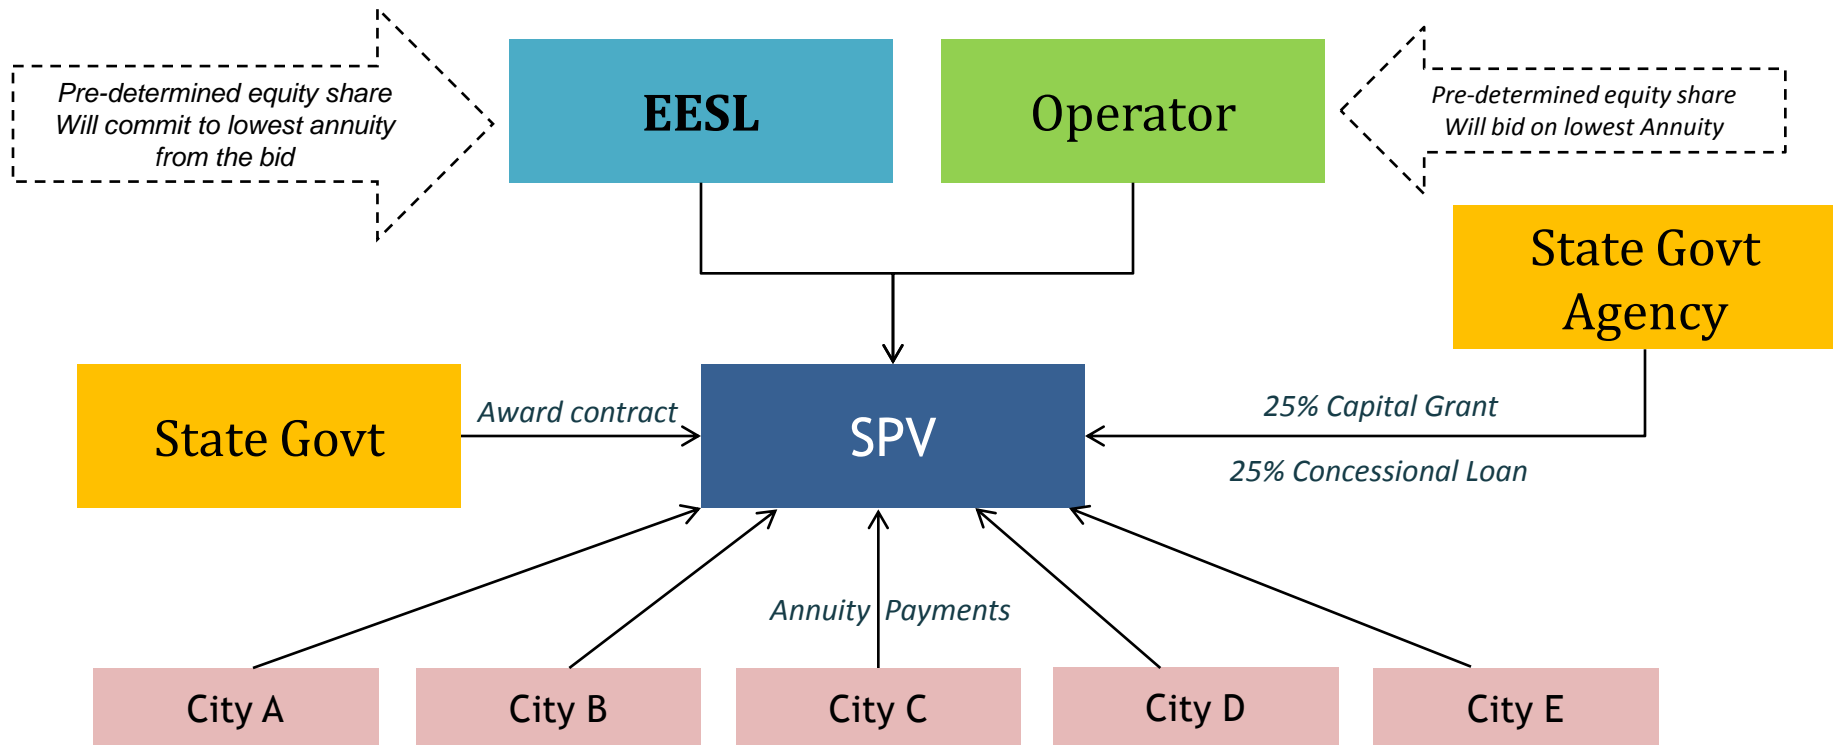 Pre-determined equity share
Will commit to lowest annuity
from the bid
EESL
Operator
Pre-determined equity share
Will bid on lowest Annuity
State Govt
Agency
State Govt
Award contract
SPV
25% Capital Grant
25% Concessional Loan
Annuity Payments
City A
City B
City C
City D
City E